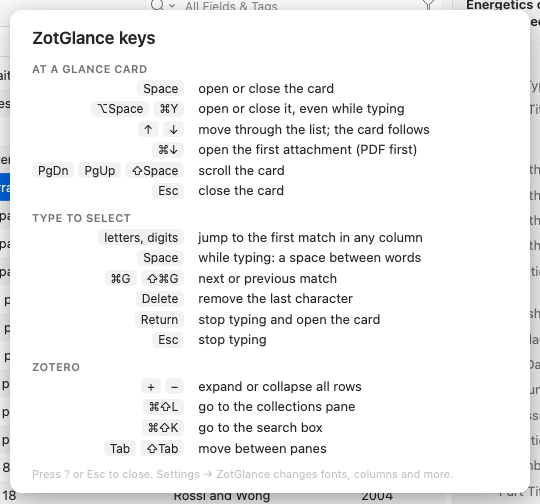 All Fields & Tags
Energetics
ZotGlance keys
AT A GLANCE CARD
Space open or close the card
⌥Space ⌘Y open or close it, even while typing
↑ ↓ move through the list; the card follows
⌘↓ open the first attachment (PDF first)
PgDn PgUp ⇧Space scroll the card
Esc close the card
TYPE TO SELECT
letters, digits jump to the first match in any column
Space while typing: a space between words
⌘G ⇧⌘G next or previous match
Delete remove the last character
Return stop typing and open the card
Esc stop typing
ZOTERO
+ − expand or collapse all rows
⌘⇧L go to the collections pane
⌘⇧K go to the search box
Tab ⇧Tab move between panes
Press ? or Esc to close. Settings → ZotGlance changes fonts, columns and more.
18 Rossi and Wong 2004